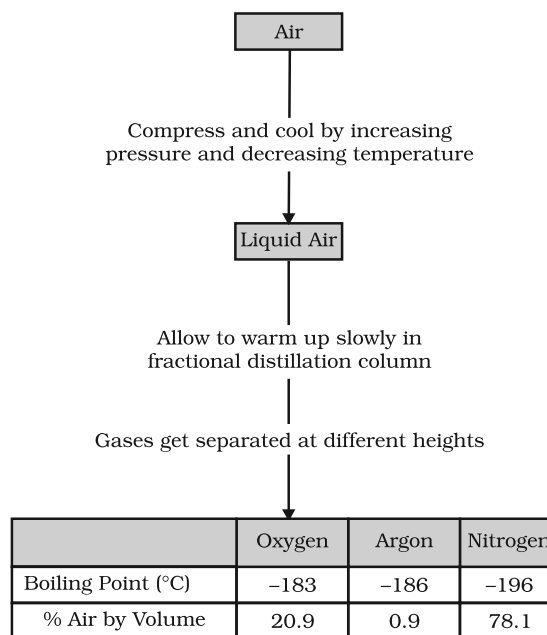 Air
Compress and cool by increasing
pressure and decreasing temperature
Liquid Air
Allow to warm up slowly in
fractional distillation column
Gases get separated at different heights
Oxygen Argon Nitrogen
Boiling Point (°C) –183 –186 –196
% Air by Volume 20.9 0.9 78.1